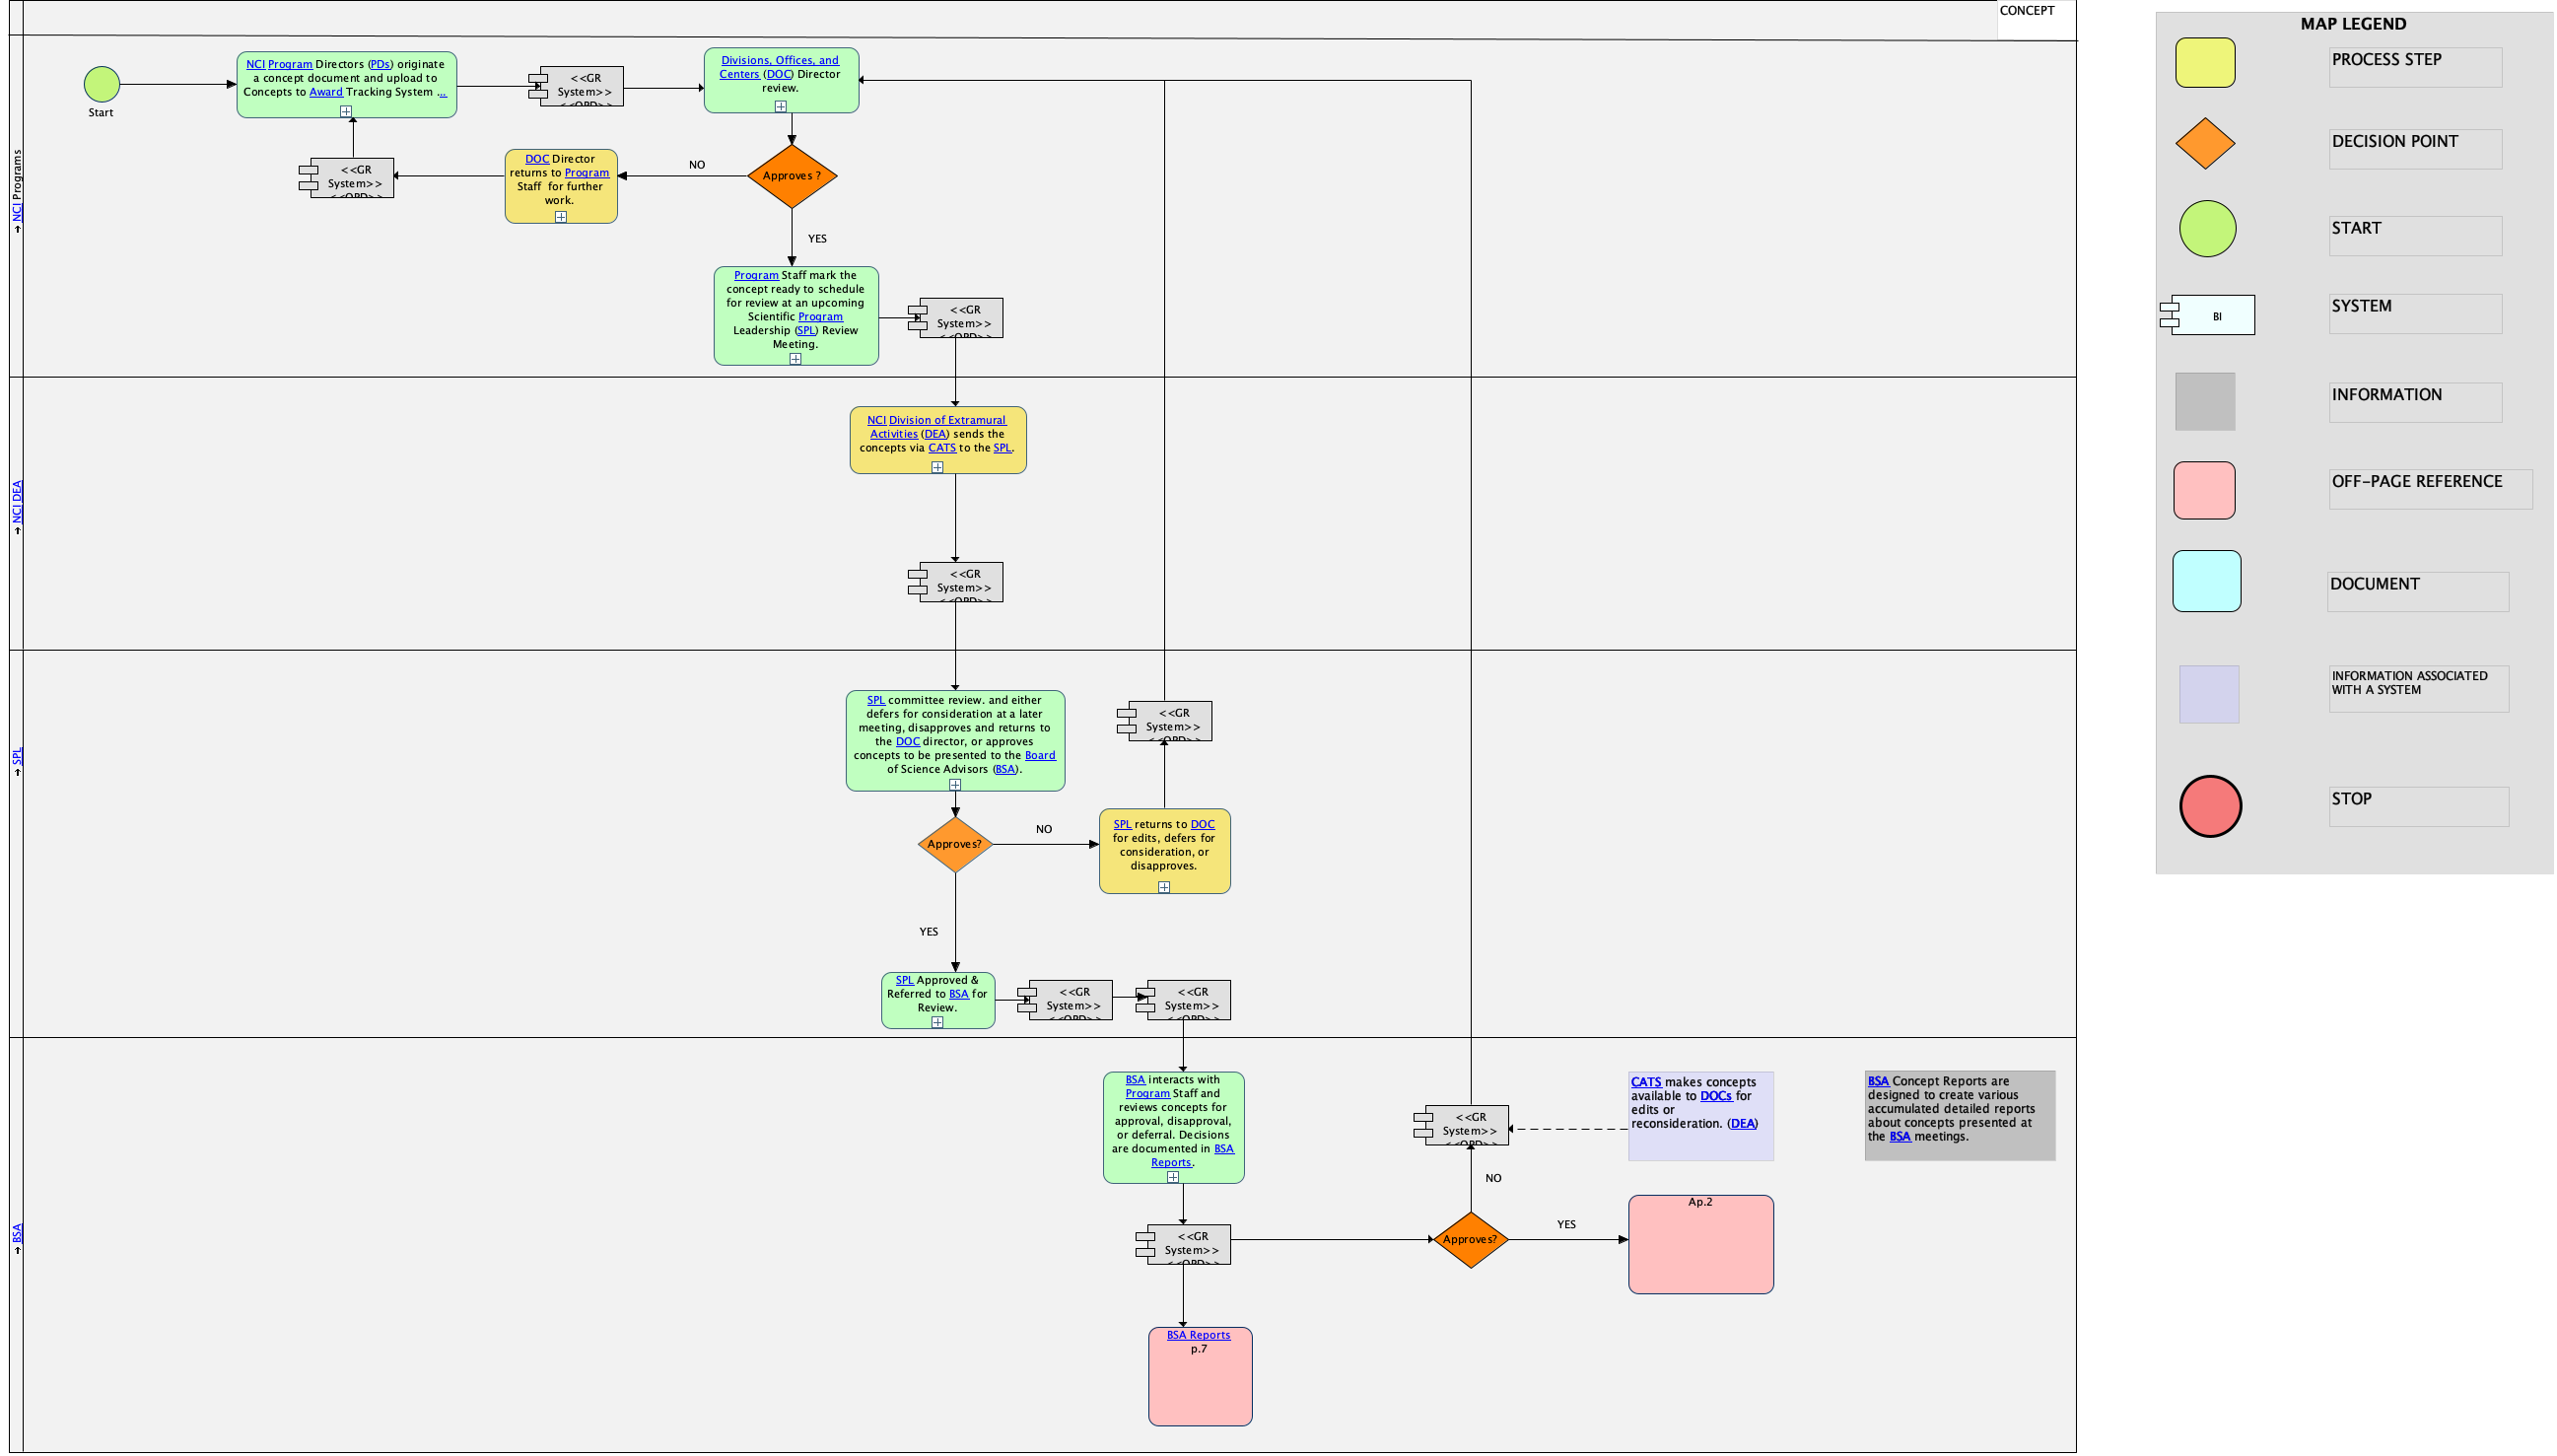 CONCEPT
NCI Programs
Start
NCI Program Directors (PDs) originate
a concept document and upload to
Concepts to Award Tracking System ...
<<GR
System>>
Divisions, Offices, and
Centers (DOC) Director
review.
<<GR
System>>
DOC Director
returns to Program
Staff for further
work.
NO
Approves ?
YES
Program Staff mark the
concept ready to schedule
for review at an upcoming
Scientific Program
Leadership (SPL) Review
Meeting.
<<GR
System>>
NCI DEA
NCI Division of Extramural
Activities (DEA) sends the
concepts via CATS to the SPL.
<<GR
System>>
SPL
SPL committee review. and either
defers for consideration at a later
meeting, disapproves and returns to
the DOC director, or approves
concepts to be presented to the Board
of Science Advisors (BSA).
<<GR
System>>
Approves?
NO
SPL returns to DOC
for edits, defers for
consideration, or
disapproves.
YES
SPL Approved &
Referred to BSA for
Review.
<<GR
System>>
<<GR
System>>
BSA
BSA interacts with
Program Staff and
reviews concepts for
approval, disapproval,
or deferral. Decisions
are documented in BSA
Reports.
<<GR
System>>
CATS makes concepts
available to DOCs for
edits or
reconsideration. (DEA)
BSA Concept Reports are
designed to create various
accumulated detailed reports
about concepts presented at
the BSA meetings.
NO
<<GR
System>>
Approves?
YES
Ap.2
BSA Reports
p.7
MAP LEGEND
PROCESS STEP
DECISION POINT
START
BI
SYSTEM
INFORMATION
OFF-PAGE REFERENCE
DOCUMENT
INFORMATION ASSOCIATED
WITH A SYSTEM
STOP